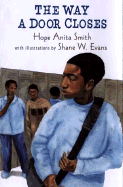 THE WAY
A DOOR CLOSES
Hope Anita Smith
with illustrations by Shane W. Evans